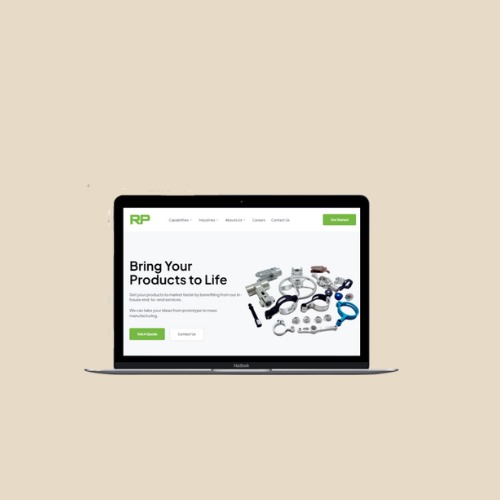 RP
Capabilities
Industries
About Us
Careers
Contact Us
Get Started
Bring Your
Products to Life
Get your products to market faster by benefiting from our in-
house end-to-end services.
We can take your ideas from prototype to mass
manufacturing.
Get A Quote
Contact Us
MacBook